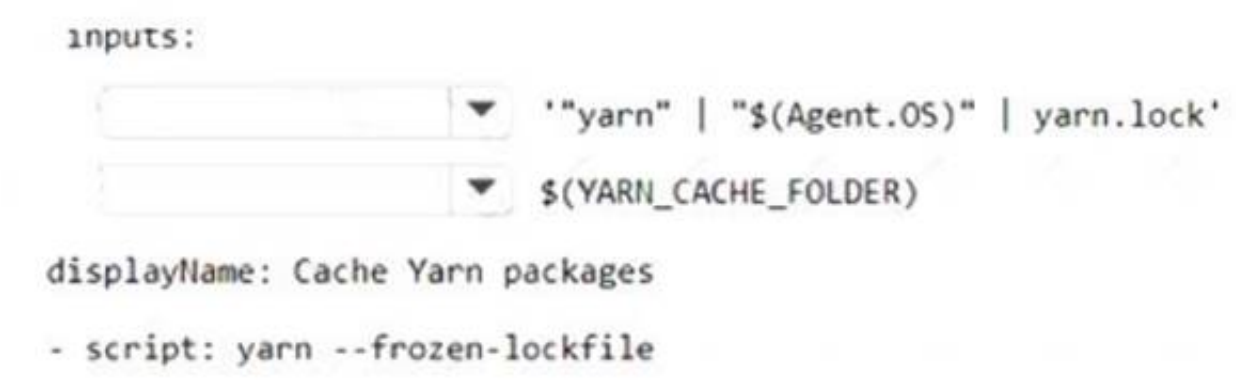 inputs:
'"yarn" | "$(Agent.OS)" | yarn.lock'
$(YARN_CACHE_FOLDER)
displayName: Cache Yarn packages
- script: yarn --frozen-lockfile